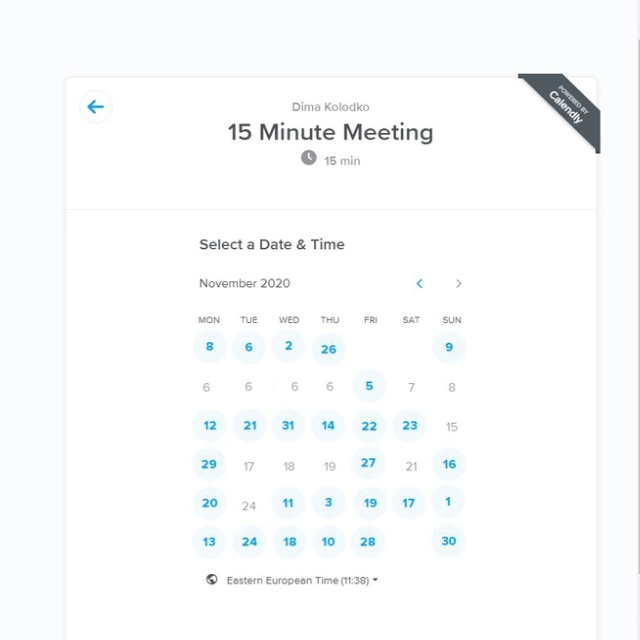 Dima Kolodko
15 Minute Meeting
15 min
POWERED BY
Calendly
Select a Date & Time
November 2020
MON TUE WED THU FRI SAT SUN
8 6 2 26 9
6 6 6 6 5 7 8
12 21 31 14 22 23 15
29 17 18 19 27 21 16
20 24 11 3 19 17 1
13 24 18 10 28 30
Eastern European Time (11:38)